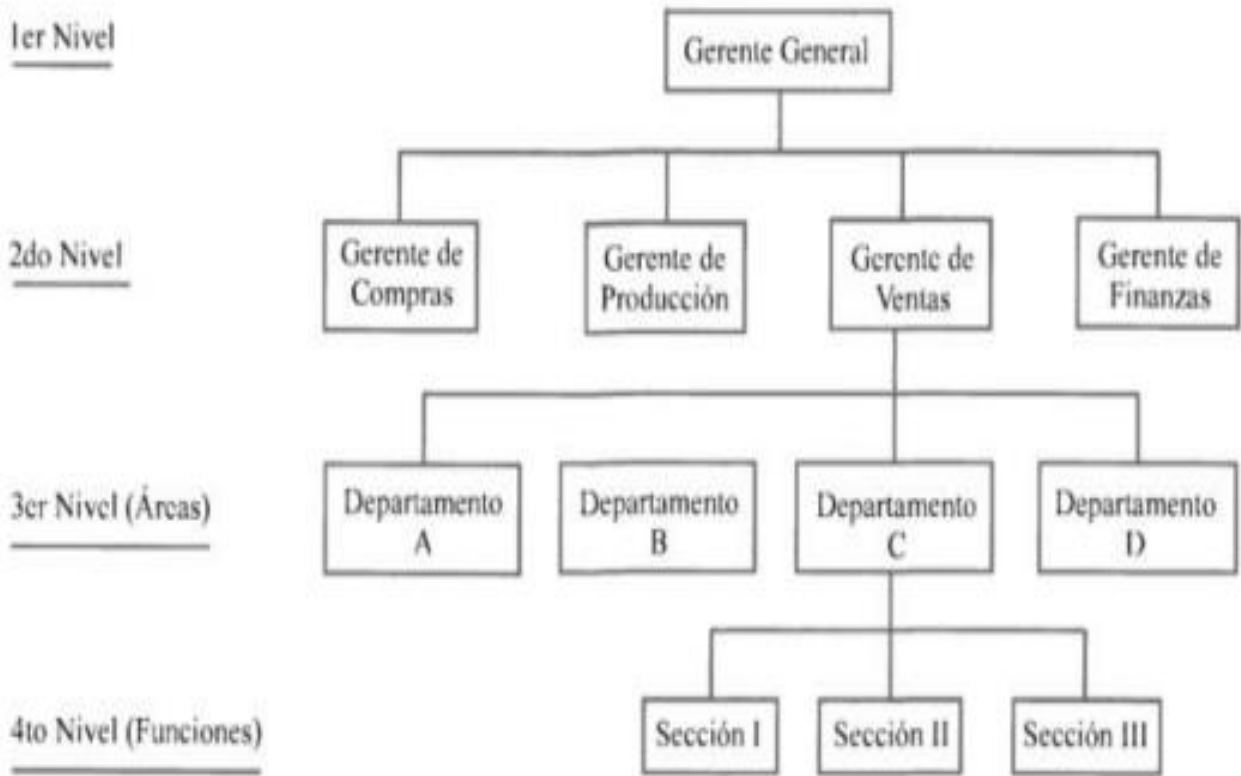 1er Nivel
Gerente General
2do Nivel
Gerente de
Compras
Gerente de
Producción
Gerente de
Ventas
Gerente de
Finanzas
3er Nivel (Áreas)
Departamento
A
Departamento
B
Departamento
C
Departamento
D
4to Nivel (Funciones)
Sección I
Sección II
Sección III